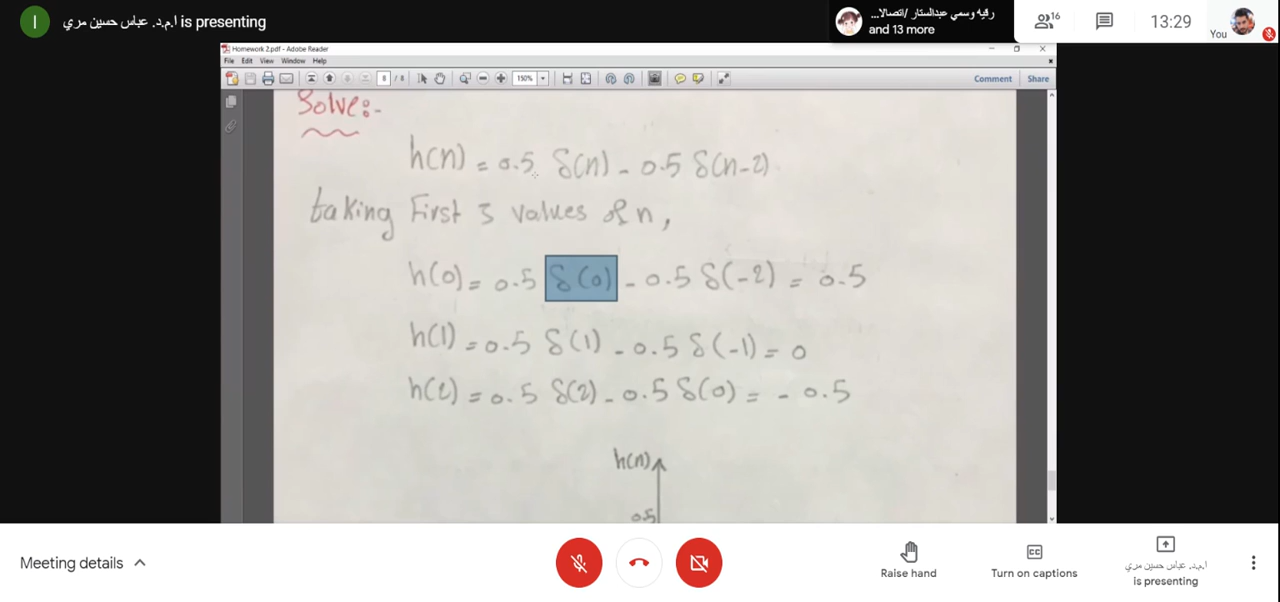 I
ا.م.د. عباس حسين مري is presenting
رقيه وسمي عبدالستار /اتصالا...
and 13 more
16
13:29
You
Homework 2.pdf - Adobe Reader
File Edit View Window Help
8 / 8
150%
Comment
Share
Solve:-
h(n) = 0.5 δ(n) - 0.5 δ(n-2)
taking First 3 values of n,
h(0) = 0.5 δ(0) - 0.5 δ(-2) = 0.5
h(1) = 0.5 δ(1) - 0.5 δ(-1) = 0
h(2) = 0.5 δ(2) - 0.5 δ(0) = - 0.5
h(n)
0.5
Meeting details
Raise hand
CC
Turn on captions
ا.م.د. عباس حسين مري
is presenting